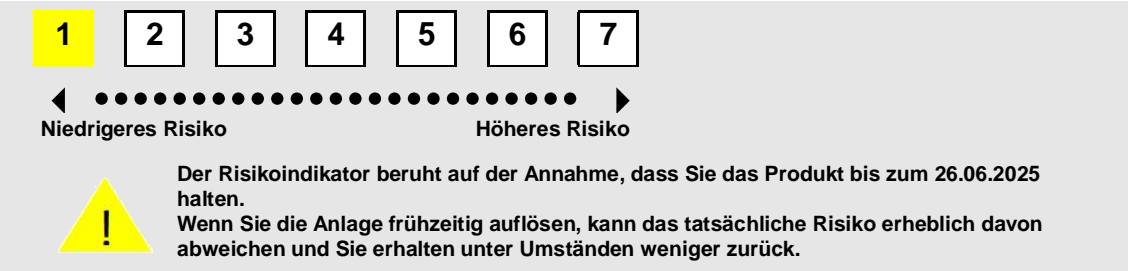 1 2 3 4 5 6 7
Niedrigeres Risiko Höheres Risiko
Der Risikoindikator beruht auf der Annahme, dass Sie das Produkt bis zum 26.06.2025
halten.
Wenn Sie die Anlage frühzeitig auflösen, kann das tatsächliche Risiko erheblich davon
abweichen und Sie erhalten unter Umständen weniger zurück.
!